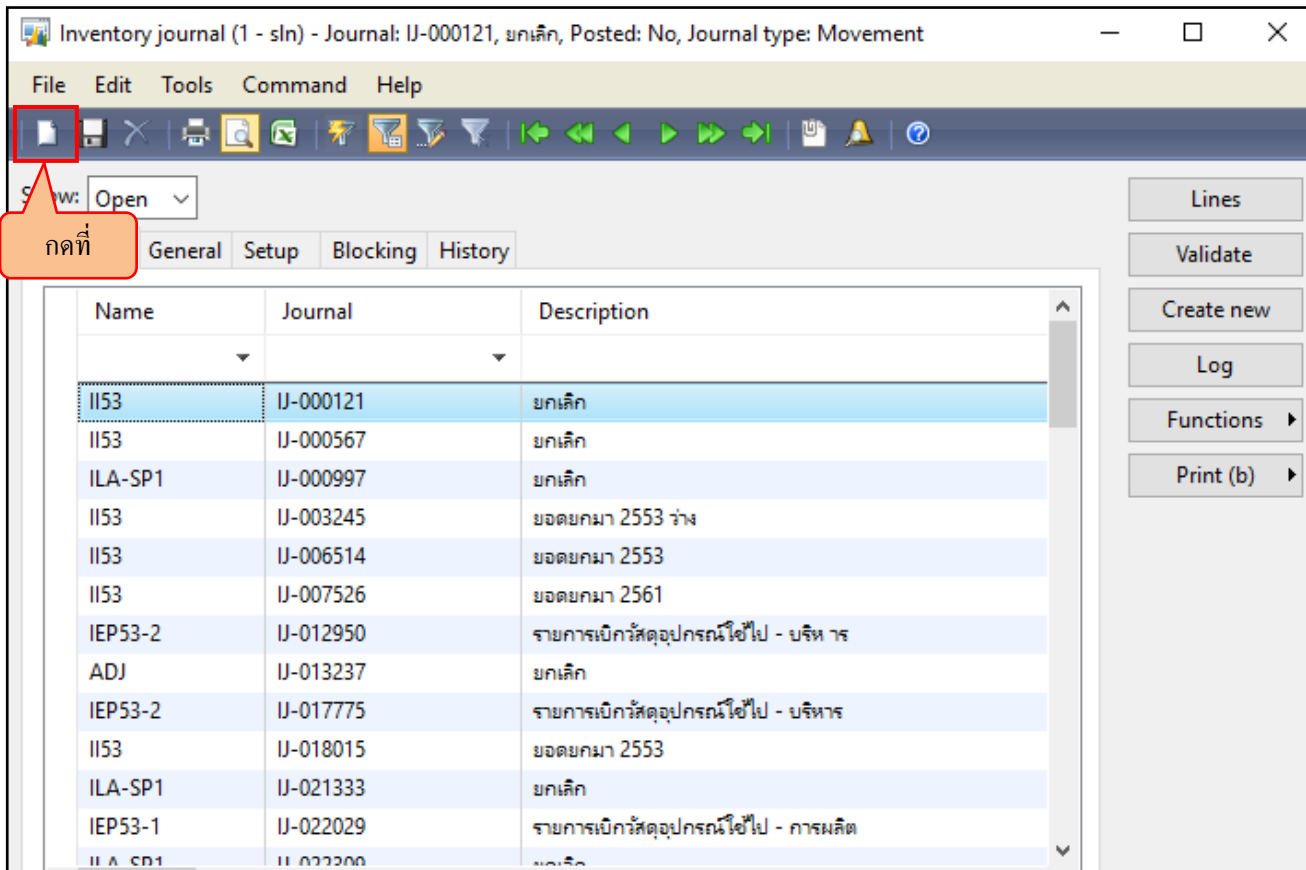 Inventory journal (1 - sln) - Journal: IJ-000121, ยกเลิก, Posted: No, Journal type: Movement
File Edit Tools Command Help
Open
Lines
กดที่
General Setup Blocking History
Validate
Name Journal Description
Create new
Log
II53 IJ-000121 ยกเลิก
Functions
II53 IJ-000567 ยกเลิก
Print (b)
ILA-SP1 IJ-000997 ยกเลิก
II53 IJ-003245 ยอดยกมา 2553 ว่าง
II53 IJ-006514 ยอดยกมา 2553
II53 IJ-007526 ยอดยกมา 2561
IEP53-2 IJ-012950 รายการเบิกวัสดุอุปกรณ์ใช้ไป - บริห าร
ADJ IJ-013237 ยกเลิก
IEP53-2 IJ-017775 รายการเบิกวัสดุอุปกรณ์ใช้ไป - บริหาร
II53 IJ-018015 ยอดยกมา 2553
ILA-SP1 IJ-021333 ยกเลิก
IEP53-1 IJ-022029 รายการเบิกวัสดุอุปกรณ์ใช้ไป - การผลิต
ILA-SP1 IJ-022309 ยกเลิก